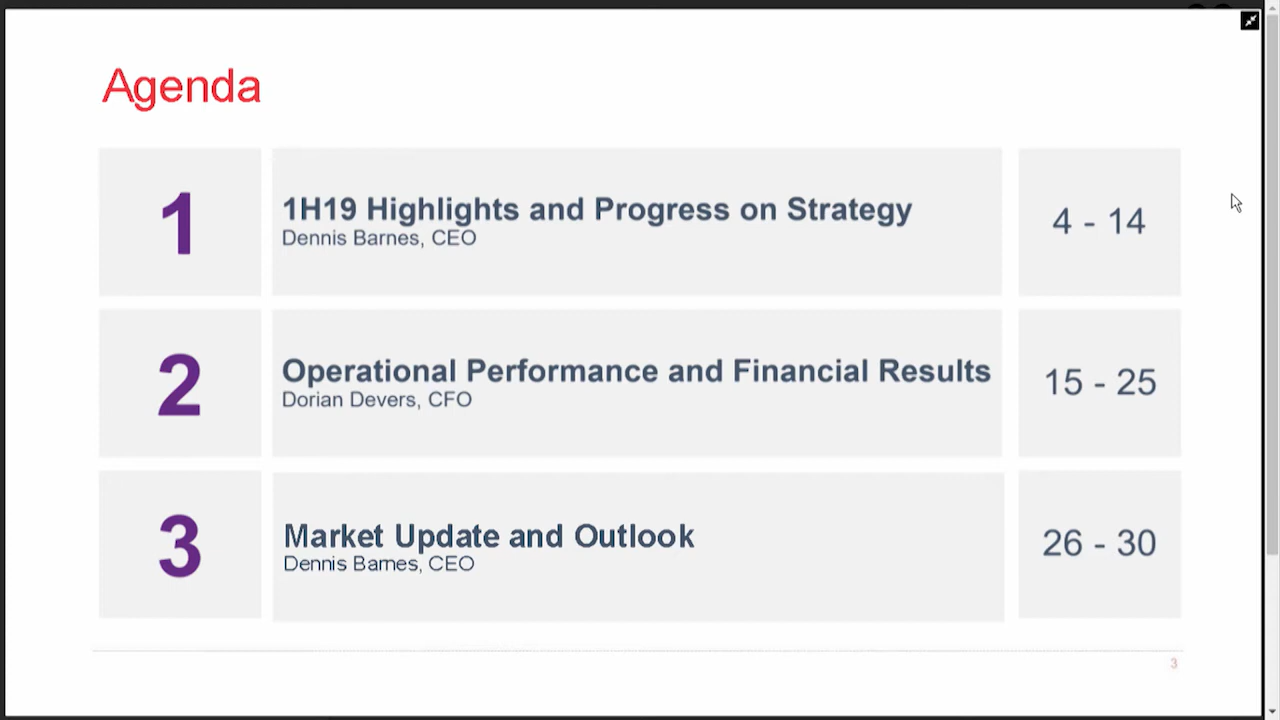 Agenda
1
1H19 Highlights and Progress on Strategy
Dennis Barnes, CEO
4 - 14
2
Operational Performance and Financial Results
Dorian Devers, CFO
15 - 25
3
Market Update and Outlook
Dennis Barnes, CEO
26 - 30
3